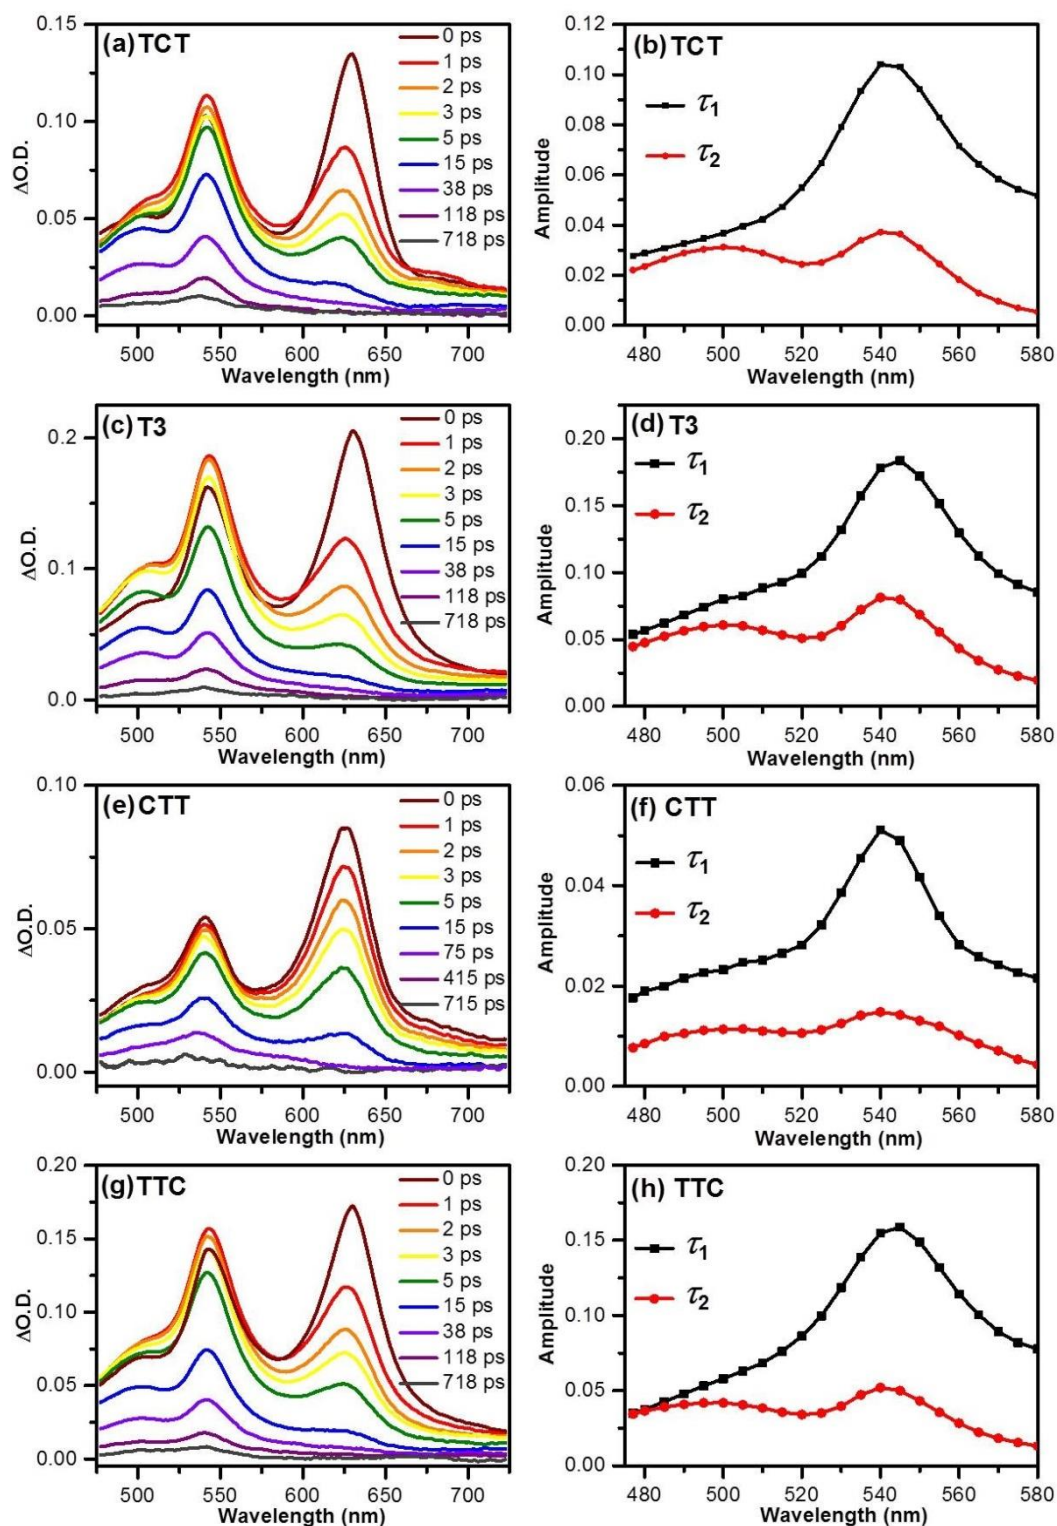 (a) TCT
0 ps
1 ps
2 ps
3 ps
5 ps
15 ps
38 ps
118 ps
718 ps
0.15
0.10
0.05
0.00
ΔO.D.
500 550 600 650 700
Wavelength (nm)
(b) TCT
τ1
τ2
0.12
0.10
0.08
0.06
0.04
0.02
0.00
Amplitude
480 500 520 540 560 580
Wavelength (nm)
(c) T3
0 ps
1 ps
2 ps
3 ps
5 ps
15 ps
38 ps
118 ps
718 ps
0.2
0.1
0.0
ΔO.D.
500 550 600 650 700
Wavelength (nm)
(d) T3
τ1
τ2
0.20
0.15
0.10
0.05
0.00
Amplitude
480 500 520 540 560 580
Wavelength (nm)
(e) CTT
0 ps
1 ps
2 ps
3 ps
5 ps
15 ps
75 ps
415 ps
715 ps
0.10
0.05
0.00
ΔO.D.
500 550 600 650 700
Wavelength (nm)
(f) CTT
τ1
τ2
0.06
0.04
0.02
0.00
Amplitude
480 500 520 540 560 580
Wavelength (nm)
(g) TTC
0 ps
1 ps
2 ps
3 ps
5 ps
15 ps
38 ps
118 ps
718 ps
0.20
0.15
0.10
0.05
0.00
ΔO.D.
500 550 600 650 700
Wavelength (nm)
(h) TTC
τ1
τ2
0.20
0.15
0.10
0.05
0.00
Amplitude
480 500 520 540 560 580
Wavelength (nm)